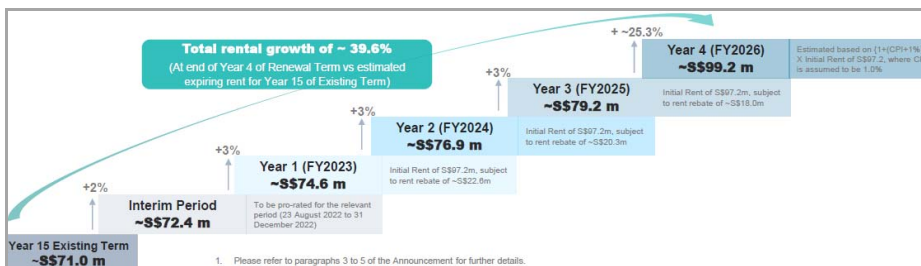 Total rental growth of ~ 39.6%
(At end of Year 4 of Renewal Term vs estimated
expiring rent for Year 15 of Existing Term)
+ ~25.3%
Year 4 (FY2026)
~S$99.2 m
Estimated based on {1+(CPI+1%
X Initial Rent of S$97.2, where
is assumed to be 1.0%
+3%
Year 3 (FY2025)
~S$79.2 m
Initial Rent of S$97.2m, subject
to rent rebate of ~S$18.0m
+3%
Year 2 (FY2024)
~S$76.9 m
Initial Rent of S$97.2m, subject
to rent rebate of ~S$20.3m
+3%
Year 1 (FY2023)
~S$74.6 m
Initial Rent of S$97.2m, subject
to rent rebate of ~S$22.6m
+2%
Interim Period
~S$72.4 m
To be pro-rated for the relevant
period (23 August 2022 to 31
December 2022)
Year 15 Existing Term
~S$71.0 m
1. Please refer to paragraphs 3 to 5 of the Announcement for further details.